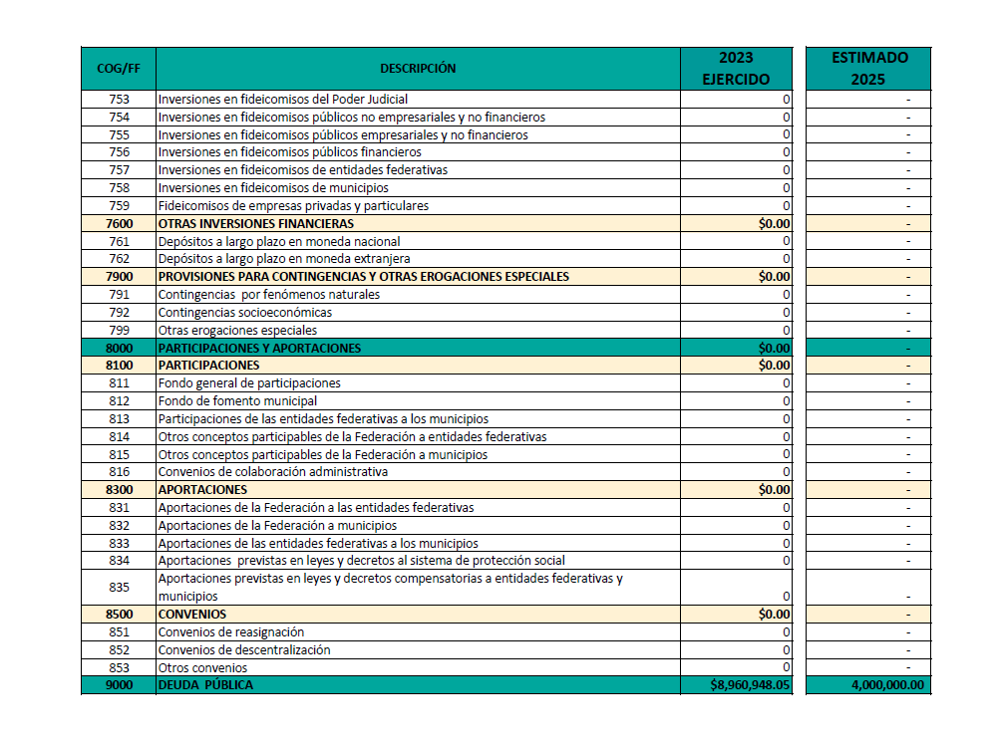 COG/FF DESCRIPCIÓN 2023 EJERCIDO ESTIMADO 2025
753 Inversiones en fideicomisos del Poder Judicial 0 -
754 Inversiones en fideicomisos públicos no empresariales y no financieros 0 -
755 Inversiones en fideicomisos públicos empresariales y no financieros 0 -
756 Inversiones en fideicomisos públicos financieros 0 -
757 Inversiones en fideicomisos de entidades federativas 0 -
758 Inversiones en fideicomisos de municipios 0 -
759 Fideicomisos de empresas privadas y particulares 0 -
7600 OTRAS INVERSIONES FINANCIERAS $0.00 -
761 Depósitos a largo plazo en moneda nacional 0 -
762 Depósitos a largo plazo en moneda extranjera 0 -
7900 PROVISIONES PARA CONTINGENCIAS Y OTRAS EROGACIONES ESPECIALES $0.00 -
791 Contingencias  por fenómenos naturales 0 -
792 Contingencias socioeconómicas 0 -
799 Otras erogaciones especiales 0 -
8000 PARTICIPACIONES Y APORTACIONES $0.00 -
8100 PARTICIPACIONES $0.00 -
811 Fondo general de participaciones 0 -
812 Fondo de fomento municipal 0 -
813 Participaciones de las entidades federativas a los municipios 0 -
814 Otros conceptos participables de la Federación a entidades federativas 0 -
815 Otros conceptos participables de la Federación a municipios 0 -
816 Convenios de colaboración administrativa 0 -
8300 APORTACIONES $0.00 -
831 Aportaciones de la Federación a las entidades federativas 0 -
832 Aportaciones de la Federación a municipios 0 -
833 Aportaciones de las entidades federativas a los municipios 0 -
834 Aportaciones  previstas en leyes y decretos al sistema de protección social 0 -
835 Aportaciones previstas en leyes y decretos compensatorias a entidades federativas y
municipios 0 -
8500 CONVENIOS $0.00 -
851 Convenios de reasignación 0 -
852 Convenios de descentralización 0 -
853 Otros convenios 0 -
9000 DEUDA  PÚBLICA $8,960,948.05 4,000,000.00